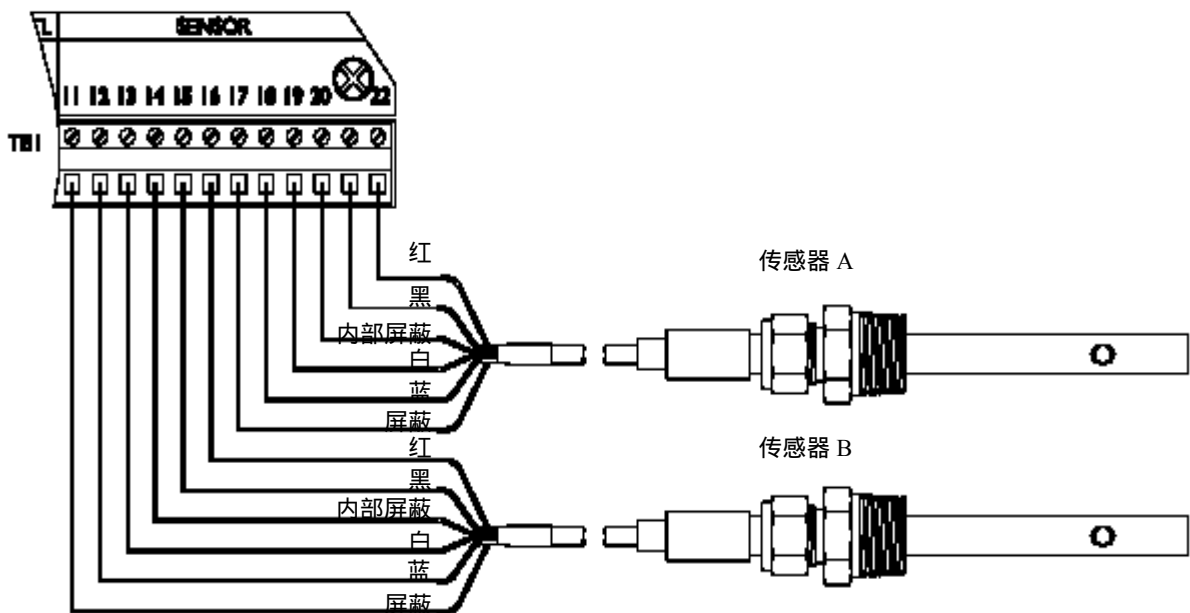 TL SENSOR
11 12 13 14 15 16 17 18 19 20 22
TB1
红
传感器 A
黑
内部屏蔽
白
蓝
屏蔽
红
传感器 B
黑
内部屏蔽
白
蓝
屏蔽